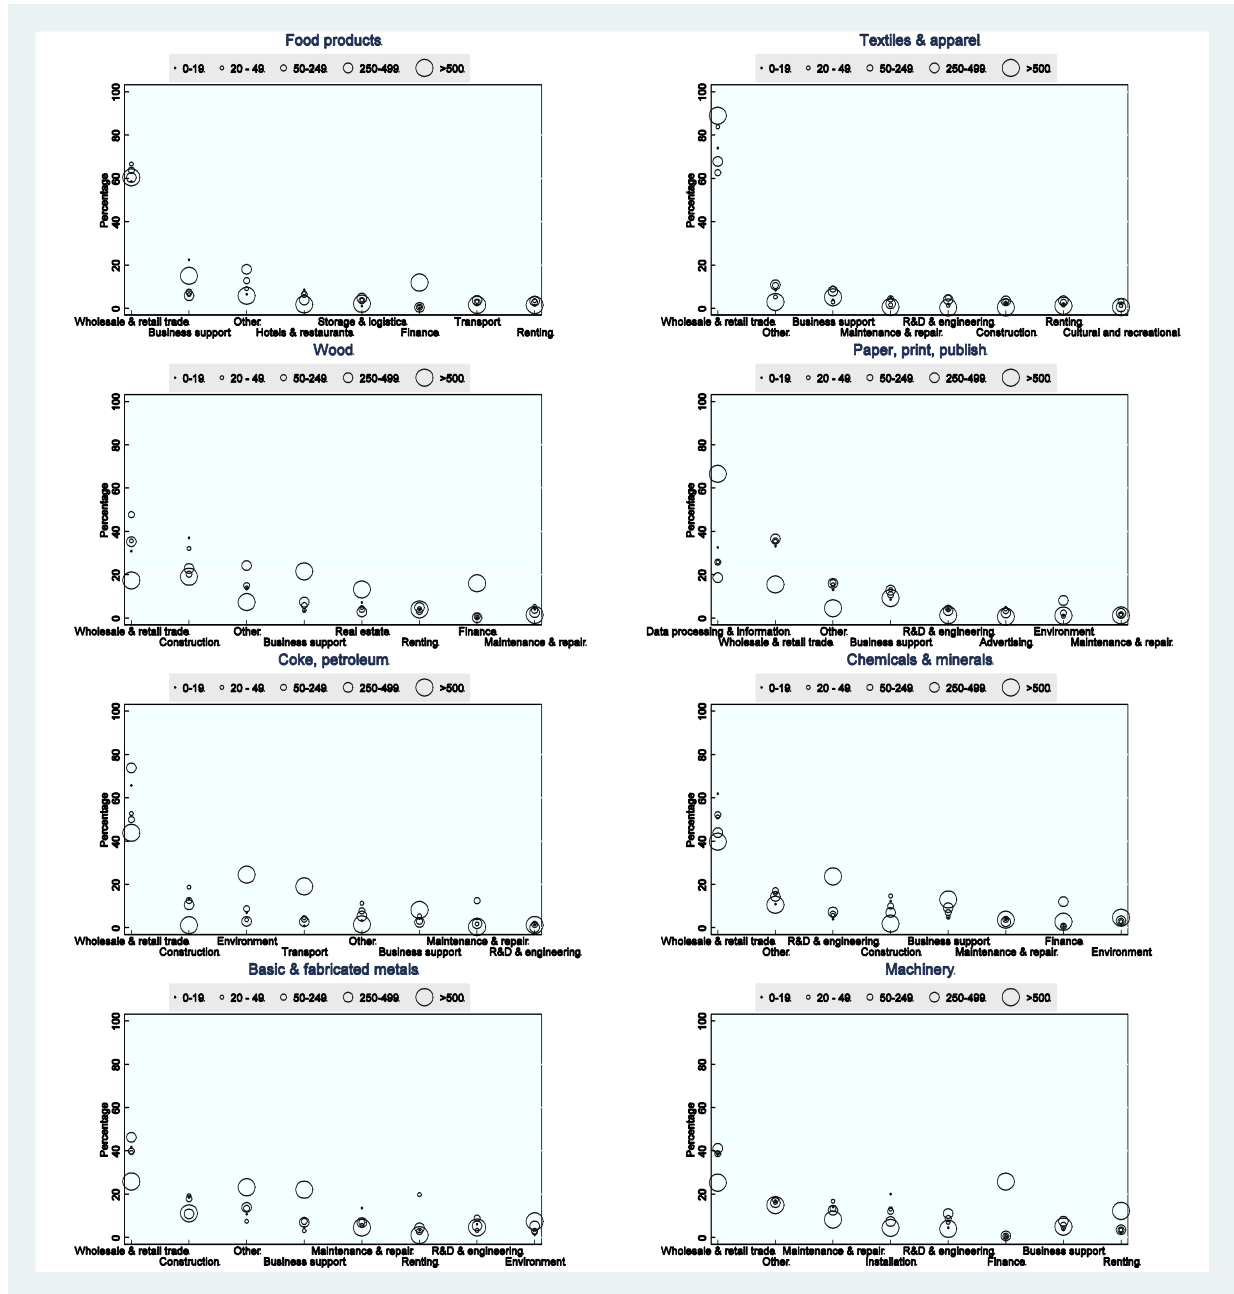 Food products
0-19 20 - 49 50-249 250-499 >500
Percentage
0 20 40 60 80 100
Wholesale & retail trade Other Storage & logistics Transport
Business support Hotels & restaurants Finance Renting
Textiles & apparel
0-19 20 - 49 50-249 250-499 >500
Percentage
0 20 40 60 80 100
Wholesale & retail trade Business support R&D & engineering Renting
Other Maintenance & repair Construction Cultural and recreational
Wood
0-19 20 - 49 50-249 250-499 >500
Percentage
0 20 40 60 80 100
Wholesale & retail trade Other Real estate Finance
Construction Business support Renting Maintenance & repair
Paper, print, publish
0-19 20 - 49 50-249 250-499 >500
Percentage
0 20 40 60 80 100
Data processing & information Other R&D & engineering Environment
Wholesale & retail trade Business support Advertising Maintenance & repair
Coke, petroleum
0-19 20 - 49 50-249 250-499 >500
Percentage
0 20 40 60 80 100
Wholesale & retail trade Environment Other Maintenance & repair
Construction Transport Business support R&D & engineering
Chemicals & minerals
0-19 20 - 49 50-249 250-499 >500
Percentage
0 20 40 60 80 100
Wholesale & retail trade R&D & engineering Business support Finance
Other Construction Maintenance & repair Environment
Basic & fabricated metals
0-19 20 - 49 50-249 250-499 >500
Percentage
0 20 40 60 80 100
Wholesale & retail trade Other Maintenance & repair R&D & engineering
Construction Business support Renting Environment
Machinery
0-19 20 - 49 50-249 250-499 >500
Percentage
0 20 40 60 80 100
Wholesale & retail trade Maintenance & repair R&D & engineering Business support
Other Installation Finance Renting